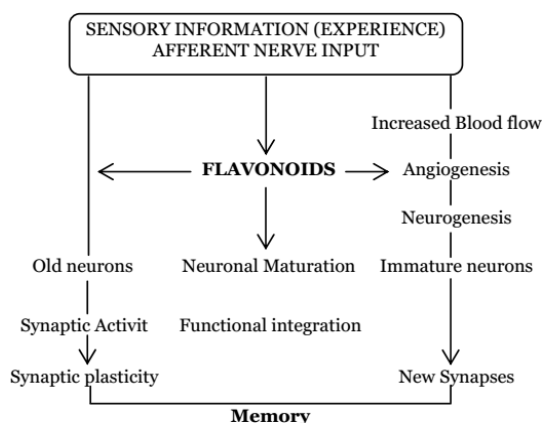 SENSORY INFORMATION (EXPERIENCE)
AFFERENT NERVE INPUT
Increased Blood flow
FLAVONOIDS
Angiogenesis
Neurogenesis
Old neurons
Neuronal Maturation
Immature neurons
Synaptic Activit
Functional integration
Synaptic plasticity
New Synapses
Memory